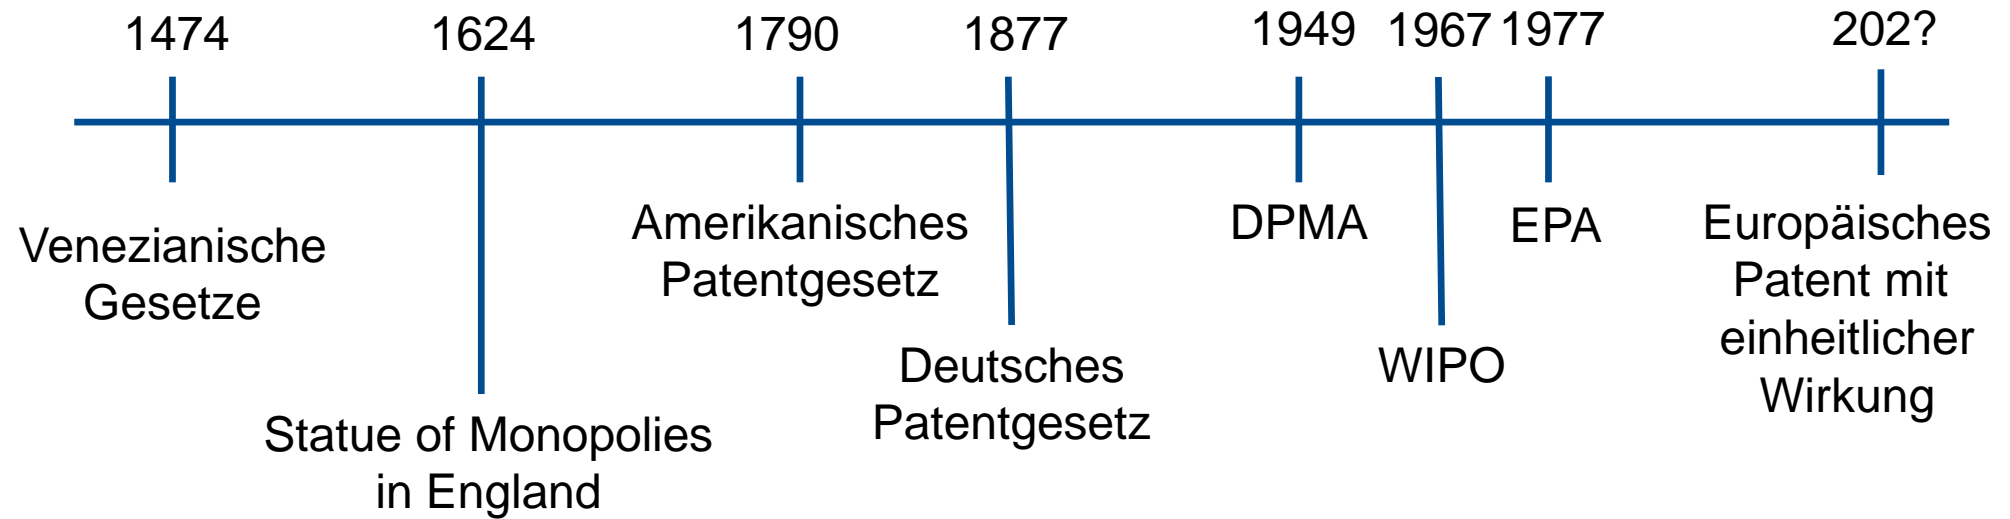 1474
1624
1790
1877
1949
1967
1977
202?
Venezianische
Gesetze
Statue of Monopolies
in England
Amerikanisches
Patentgesetz
Deutsches
Patentgesetz
DPMA
WIPO
EPA
Europäisches
Patent mit
einheitlicher
Wirkung